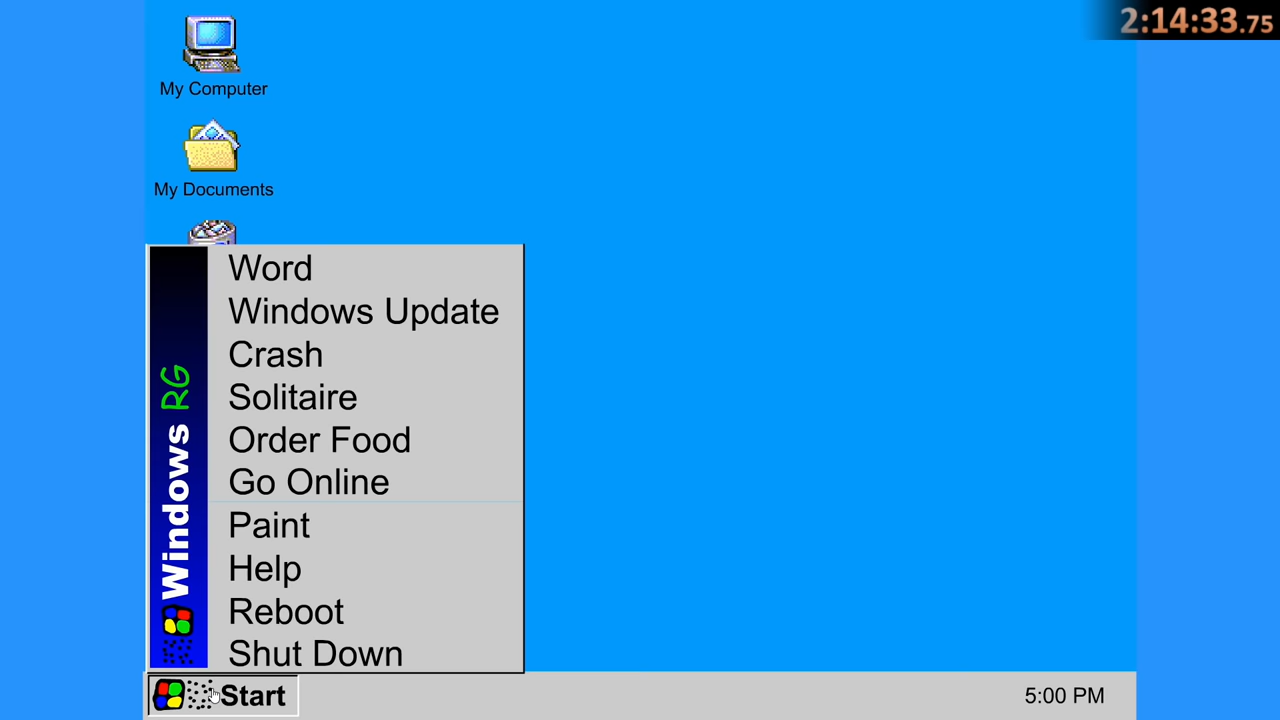 2:14:33.75
My Computer
My Documents
Word
Windows Update
Crash
Solitaire
Order Food
Go Online
Paint
Help
Reboot
Shut Down
Windows RG
Start
5:00 PM